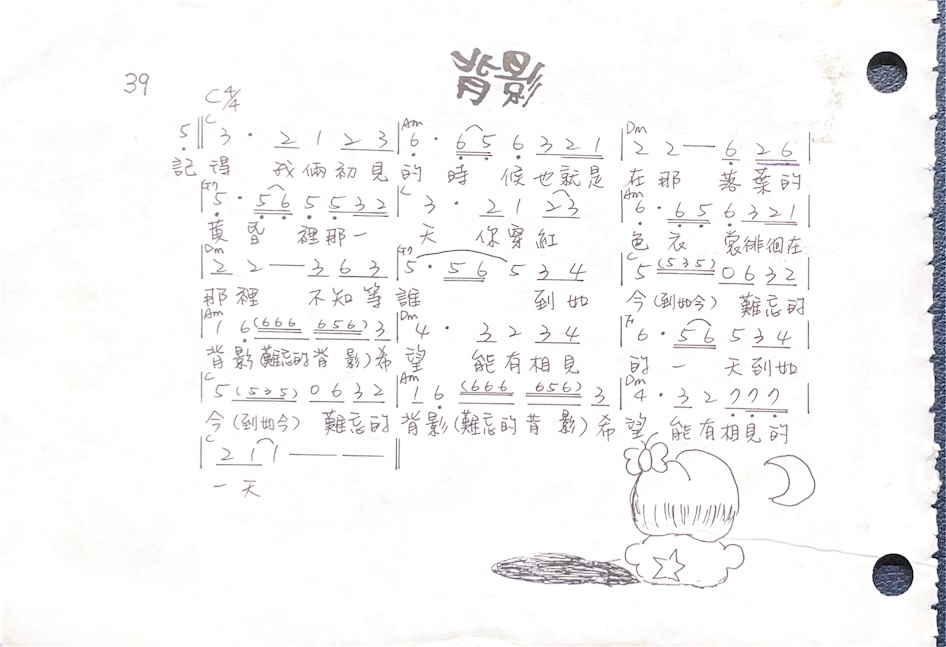 背影
39
C 4/4
C Am Dm
5 ‖ 3 · 2 1 2 3 | 6 · 6 5 6 3 2 1 | 2 2 — 6 2 6 |
記得 我倆初見的時候也就是在那落葉的
G7 C Am
| 5 · 5 6 5 5 3 2 | 3 · 2 1 2 3 | 6 · 6 5 6 3 2 1 |
黃昏裡那一天你穿紅色衣裳徘徊在
Dm G7 C
| 2 2 — 3 6 3 | 5 · 5 6 5 3 4 | 5 (5 3 5) 0 6 3 2 |
那裡不知等誰到如今(到如今)難忘的
Am Dm F
| 1 6 (6 6 6 6 5 6) 3 | 4 · 3 2 3 4 | 6 · 5 6 5 3 4 |
背影(難忘的背影)希望能有相見的一天到如
C Am Dm
| 5 (5 3 5) 0 6 3 2 | 1 6 (6 6 6 6 5 6) 3 | 4 · 3 2 7 7 7 |
今(到如今)難忘的背影(難忘的背影)希望能有相見的
C
| 2 1 1 — — ‖
一天